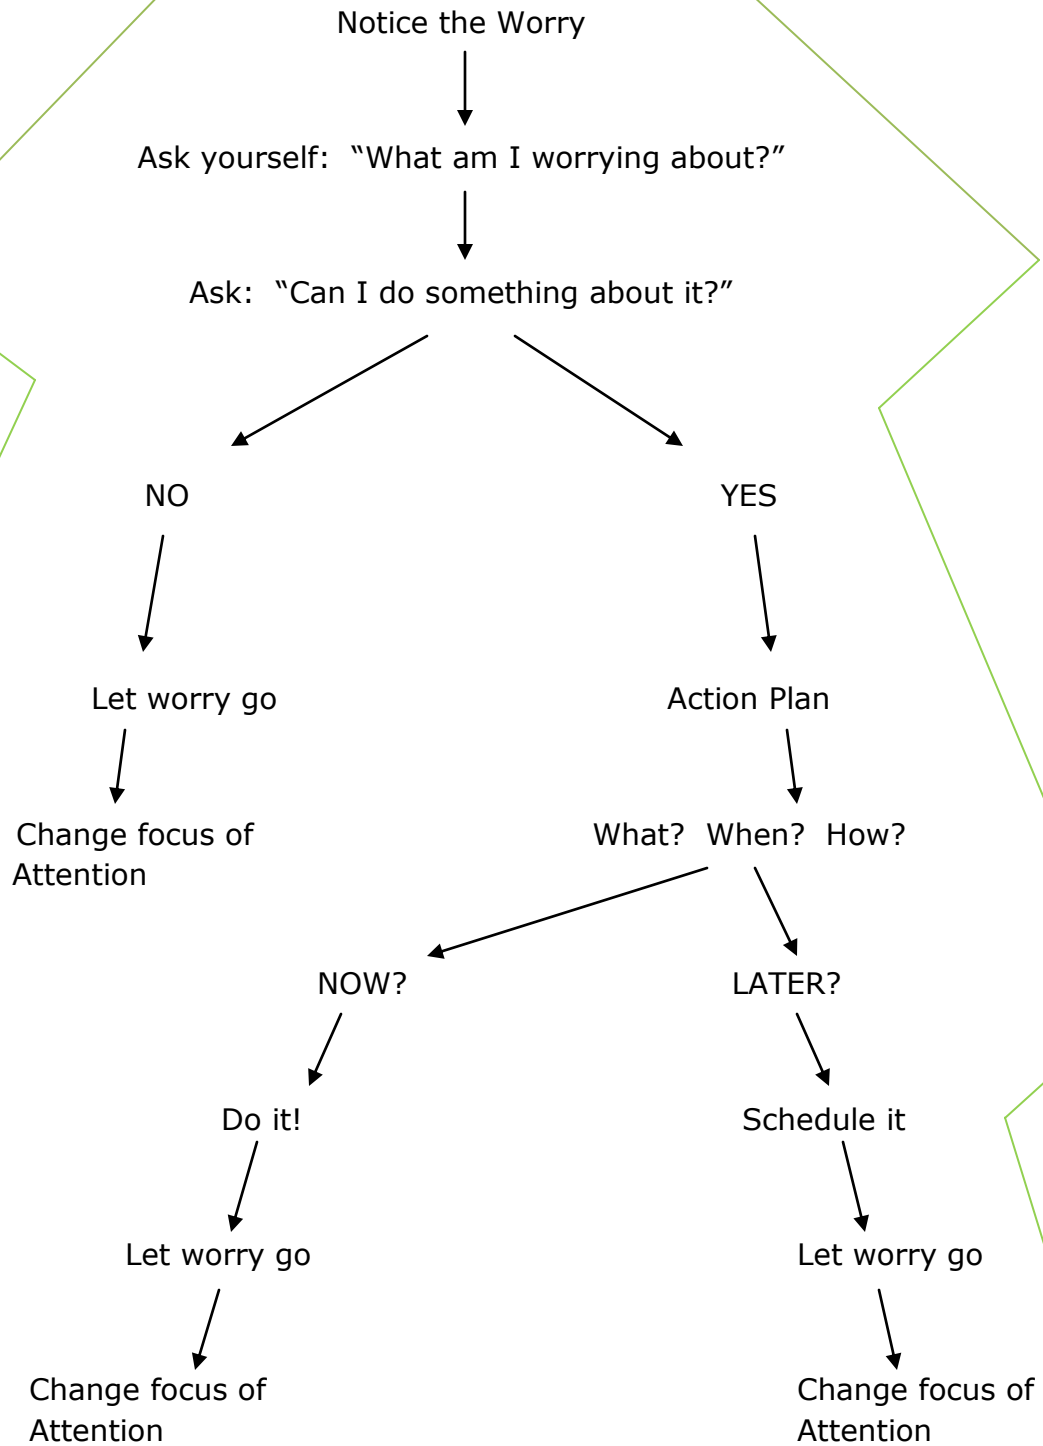 Notice the Worry
Ask yourself:  “What am I worrying about?”
Ask:  “Can I do something about it?”
NO
YES
Let worry go
Action Plan
Change focus of
Attention
What?  When?  How?
NOW?
LATER?
Do it!
Schedule it
Let worry go
Let worry go
Change focus of
Attention
Change focus of
Attention